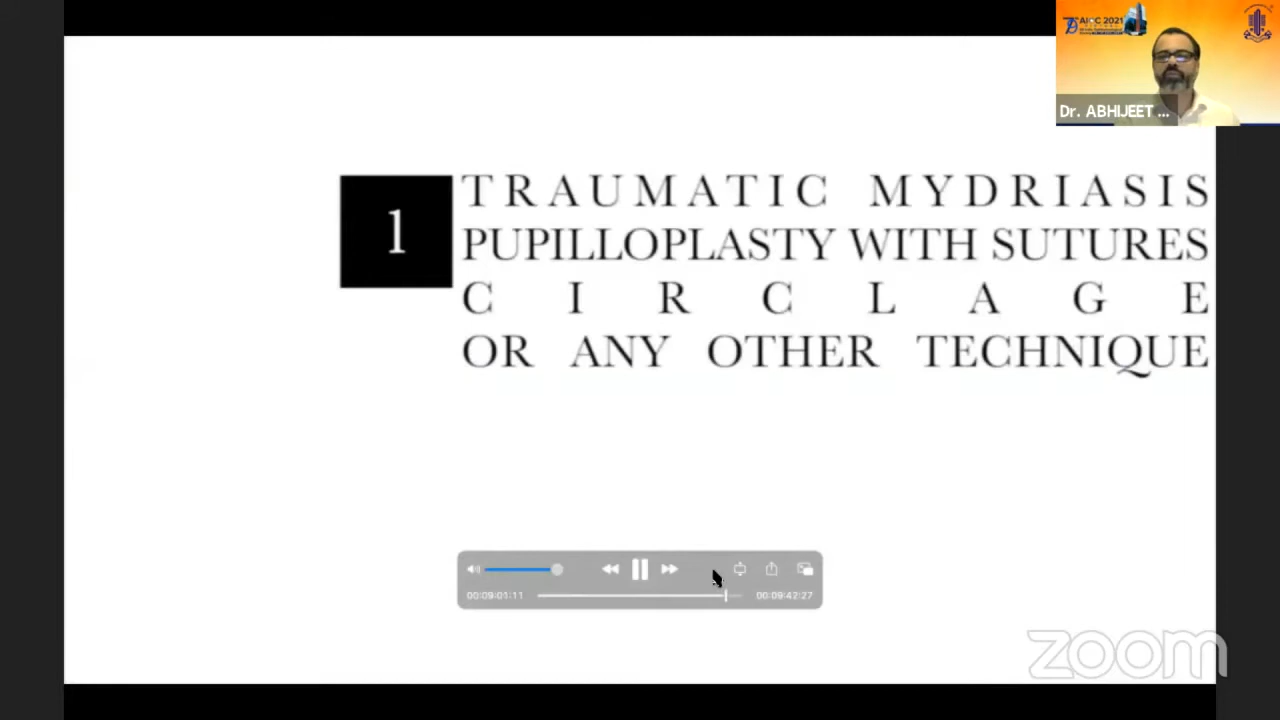 AIOC 2021
Dr. ABHIJEET ...
1
TRAUMATIC MYDRIASIS
PUPILLOPLASTY WITH SUTURES
CIRCLAGE
OR ANY OTHER TECHNIQUE
00:09:01:11
00:09:42:27
zoom